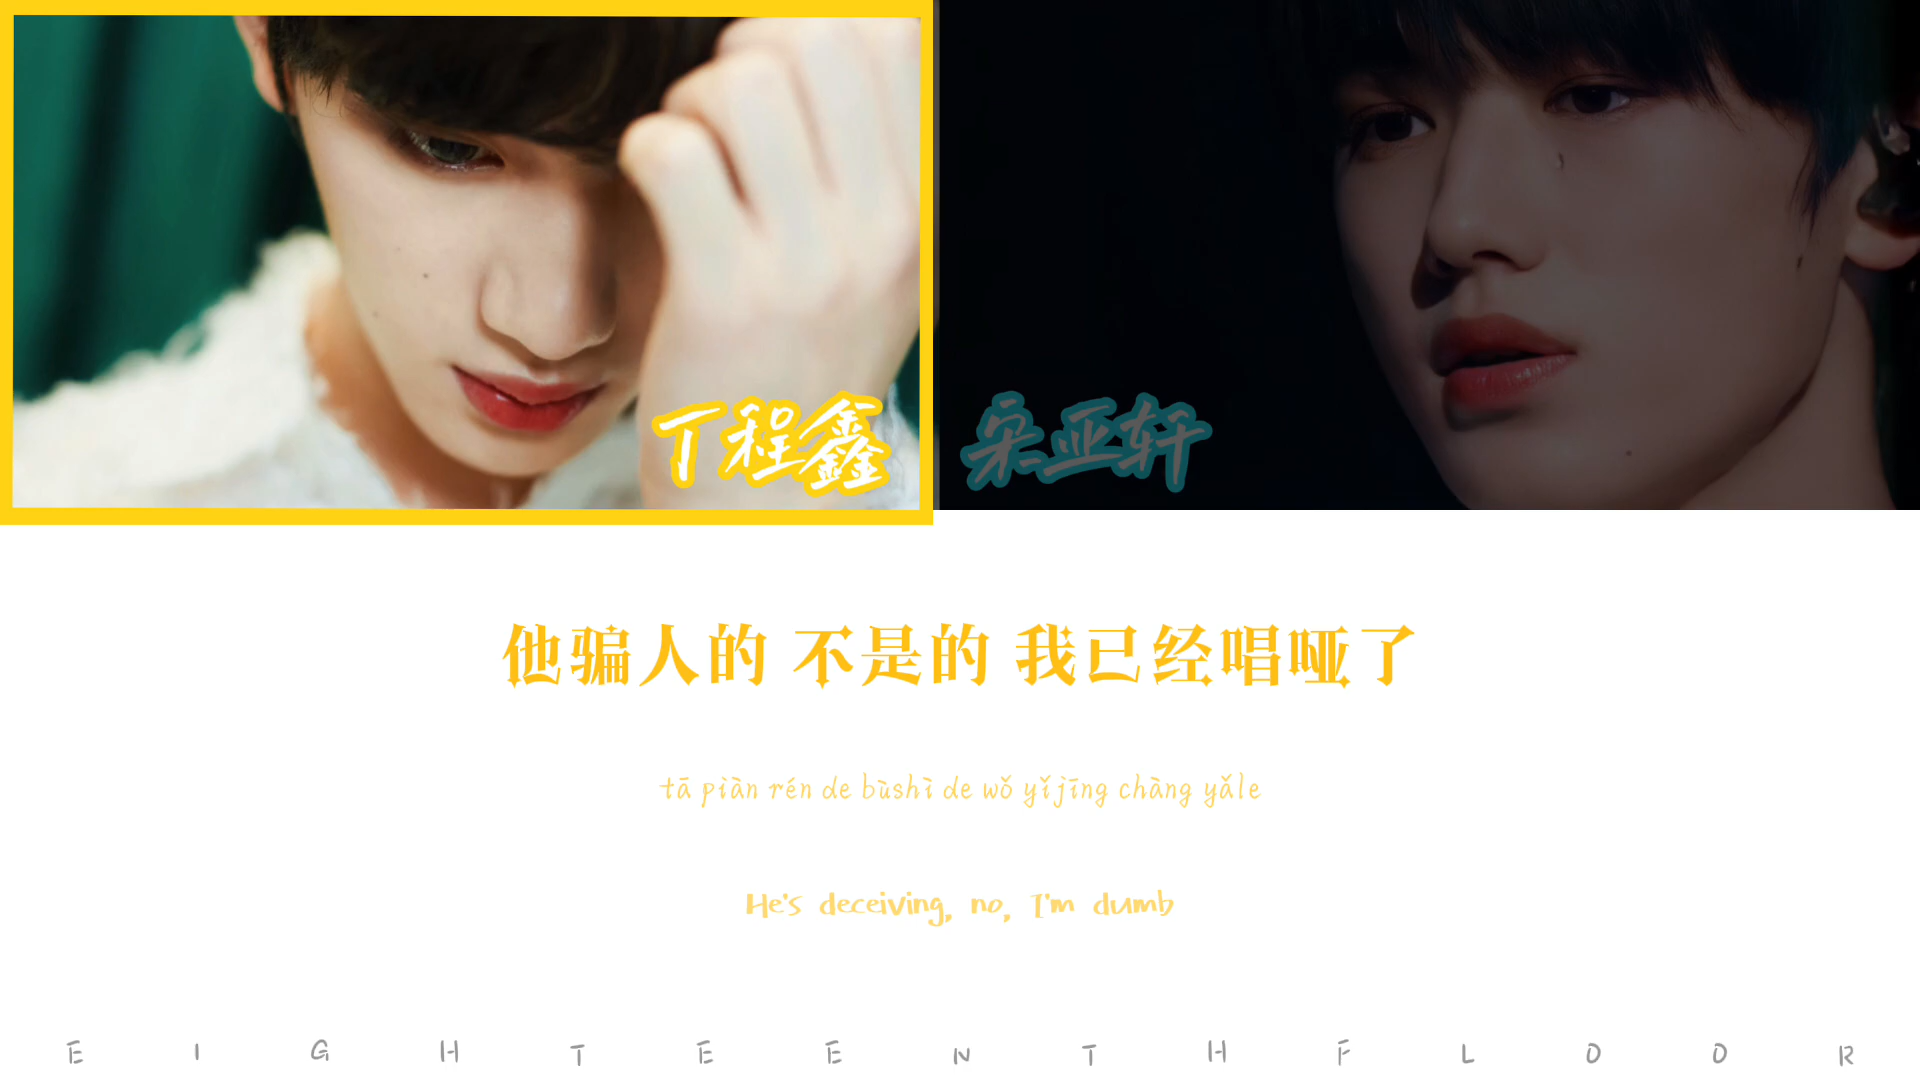 丁程鑫
宋亚轩
他骗人的 不是的 我已经唱哑了
tā piàn rén de bùshì de wǒ yǐjīng chàng yǎle
He's deceiving, no, I'm dumb
EIGHTEENTHFLOOR